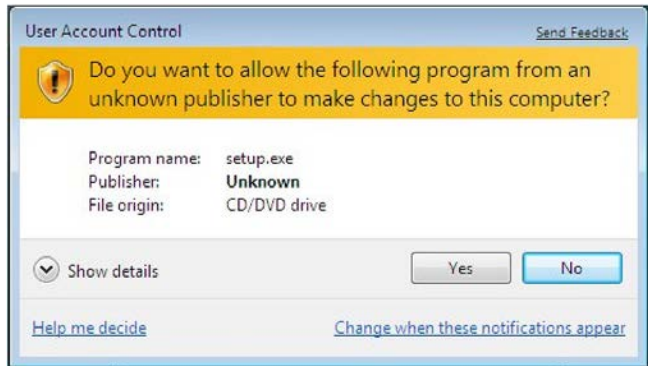 User Account Control
Send Feedback
Do you want to allow the following program from an
unknown publisher to make changes to this computer?
Program name: setup.exe
Publisher: Unknown
File origin: CD/DVD drive
Show details
Yes
No
Help me decide
Change when these notifications appear